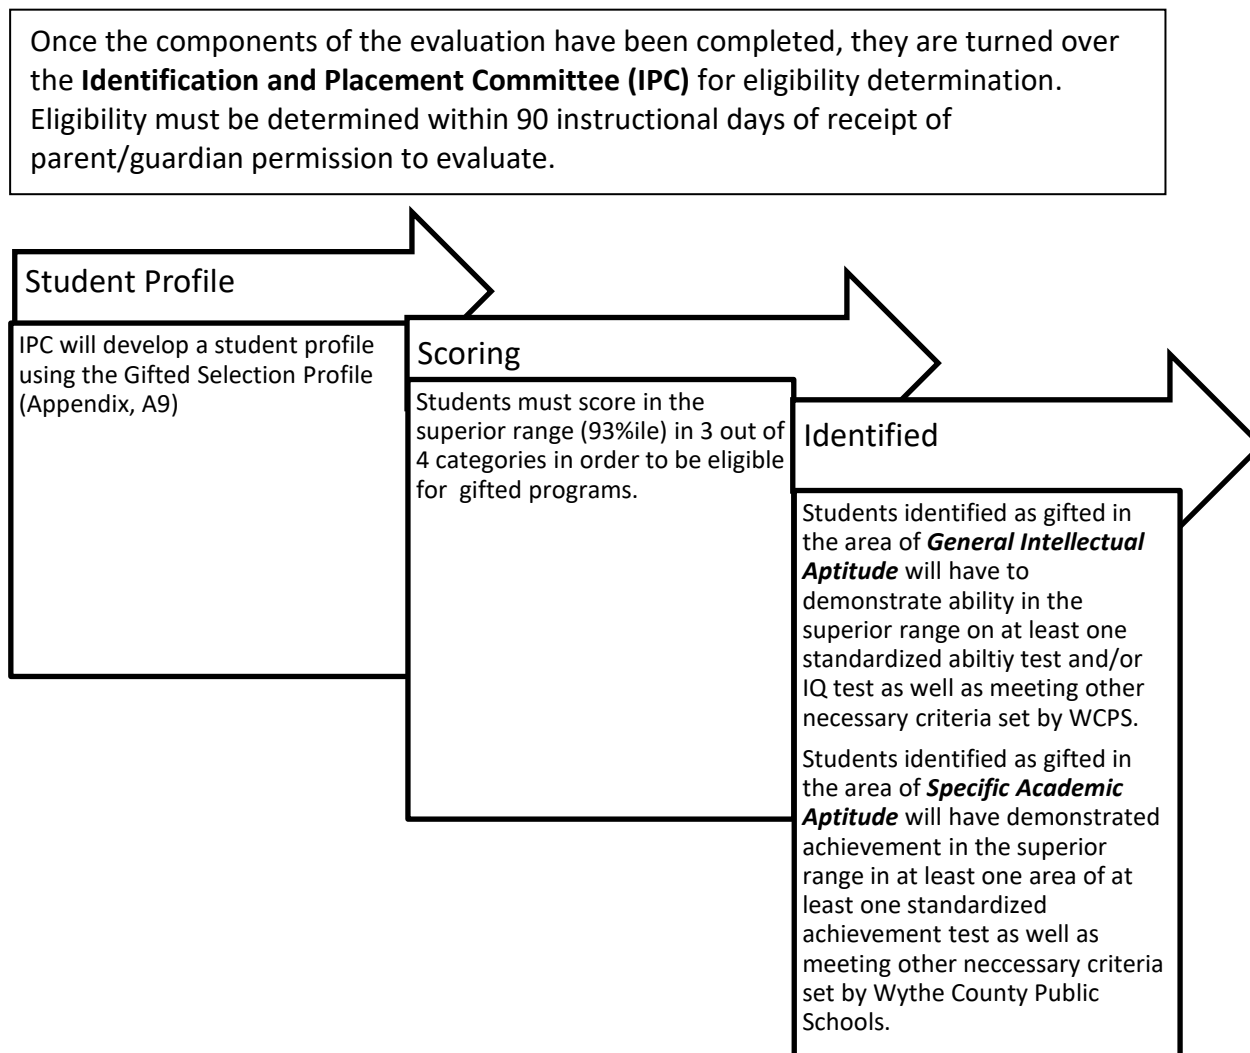 Once the components of the evaluation have been completed, they are turned over
the Identification and Placement Committee (IPC) for eligibility determination.
Eligibility must be determined within 90 instructional days of receipt of
parent/guardian permission to evaluate.
Student Profile
IPC will develop a student profile
using the Gifted Selection Profile
(Appendix, A9)
Scoring
Students must score in the
superior range (93%ile) in 3 out of
4 categories in order to be eligible
for  gifted programs.
Identified
Students identified as gifted in
the area of General Intellectual
Aptitude will have to
demonstrate ability in the
superior range on at least one
standardized abiltiy test and/or
IQ test as well as meeting other
necessary criteria set by WCPS.
Students identified as gifted in
the area of Specific Academic
Aptitude will have demonstrated
achievement in the superior
range in at least one area of at
least one standardized
achievement test as well as
meeting other neccessary criteria
set by Wythe County Public
Schools.